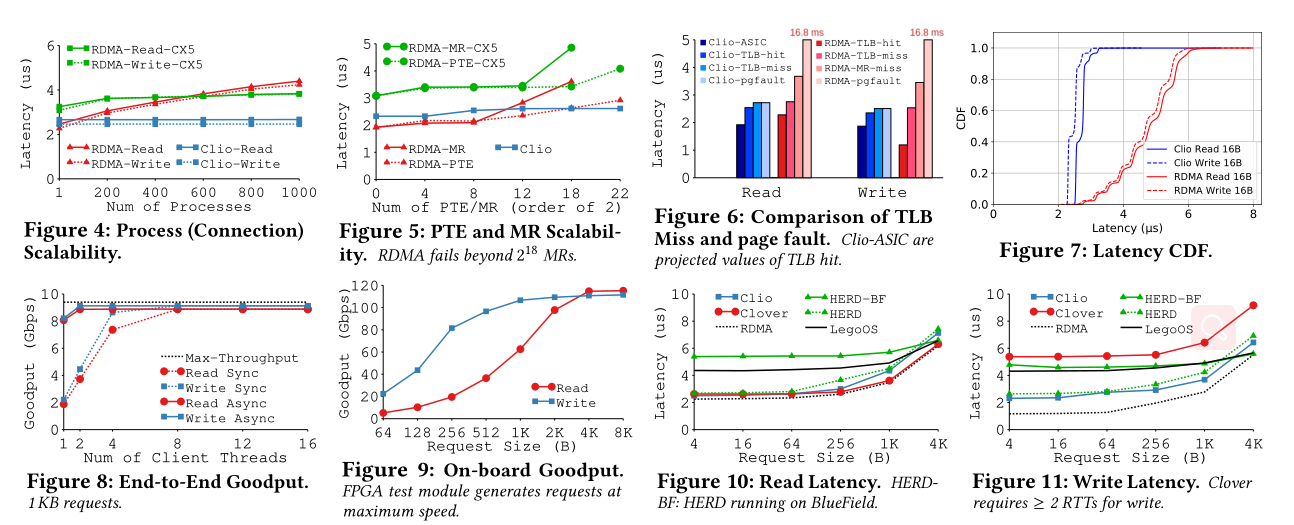 6
4
2
0
Latency (us)
RDMA-Read-CX5
RDMA-Write-CX5
RDMA-Read
RDMA-Write
Clio-Read
Clio-Write
1 200 400 600 800 1000
Num of Processes
Figure 4: Process (Connection)
Scalability.
5
4
3
2
1
0
Latency (us)
RDMA-MR-CX5
RDMA-PTE-CX5
RDMA-MR
RDMA-PTE
Clio
0 4 8 12 18 22
Num of PTE/MR (order of 2)
Figure 5: PTE and MR Scalabil-
ity. RDMA fails beyond 2^18 MRs.
16.8 ms 16.8 ms
5
4
3
2
1
0
Latency (us)
Clio-ASIC
Clio-TLB-hit
Clio-TLB-miss
Clio-pgfault
RDMA-TLB-hit
RDMA-TLB-miss
RDMA-MR-miss
RDMA-pgfault
Read Write
Figure 6: Comparison of TLB
Miss and page fault. Clio-ASIC are
projected values of TLB hit.
1.0
0.8
0.6
0.4
0.2
0.0
CDF
Clio Read 16B
Clio Write 16B
RDMA Read 16B
RDMA Write 16B
0 2 4 6 8
Latency (µs)
Figure 7: Latency CDF.
10
8
6
4
2
0
Goodput (Gbps)
Max-Throughput
Read Sync
Write Sync
Read Async
Write Async
1 2 4 8 12 16
Num of Client Threads
Figure 8: End-to-End Goodput.
1KB requests.
120
100
80
60
40
20
0
Goodput (Gbps)
Read
Write
64 128 256 512 1K 2K 4K 8K
Request Size (B)
Figure 9: On-board Goodput.
FPGA test module generates requests at
maximum speed.
10
8
6
4
2
0
Latency (us)
Clio
Clover
RDMA
HERD-BF
HERD
LegoOS
4 16 64 256 1K 4K
Request Size (B)
Figure 10: Read Latency. HERD-
BF: HERD running on BlueField.
10
8
6
4
2
0
Latency (us)
Clio
Clover
RDMA
HERD-BF
HERD
LegoOS
4 16 64 256 1K 4K
Request Size (B)
Figure 11: Write Latency. Clover
requires ≥ 2 RTTs for write.